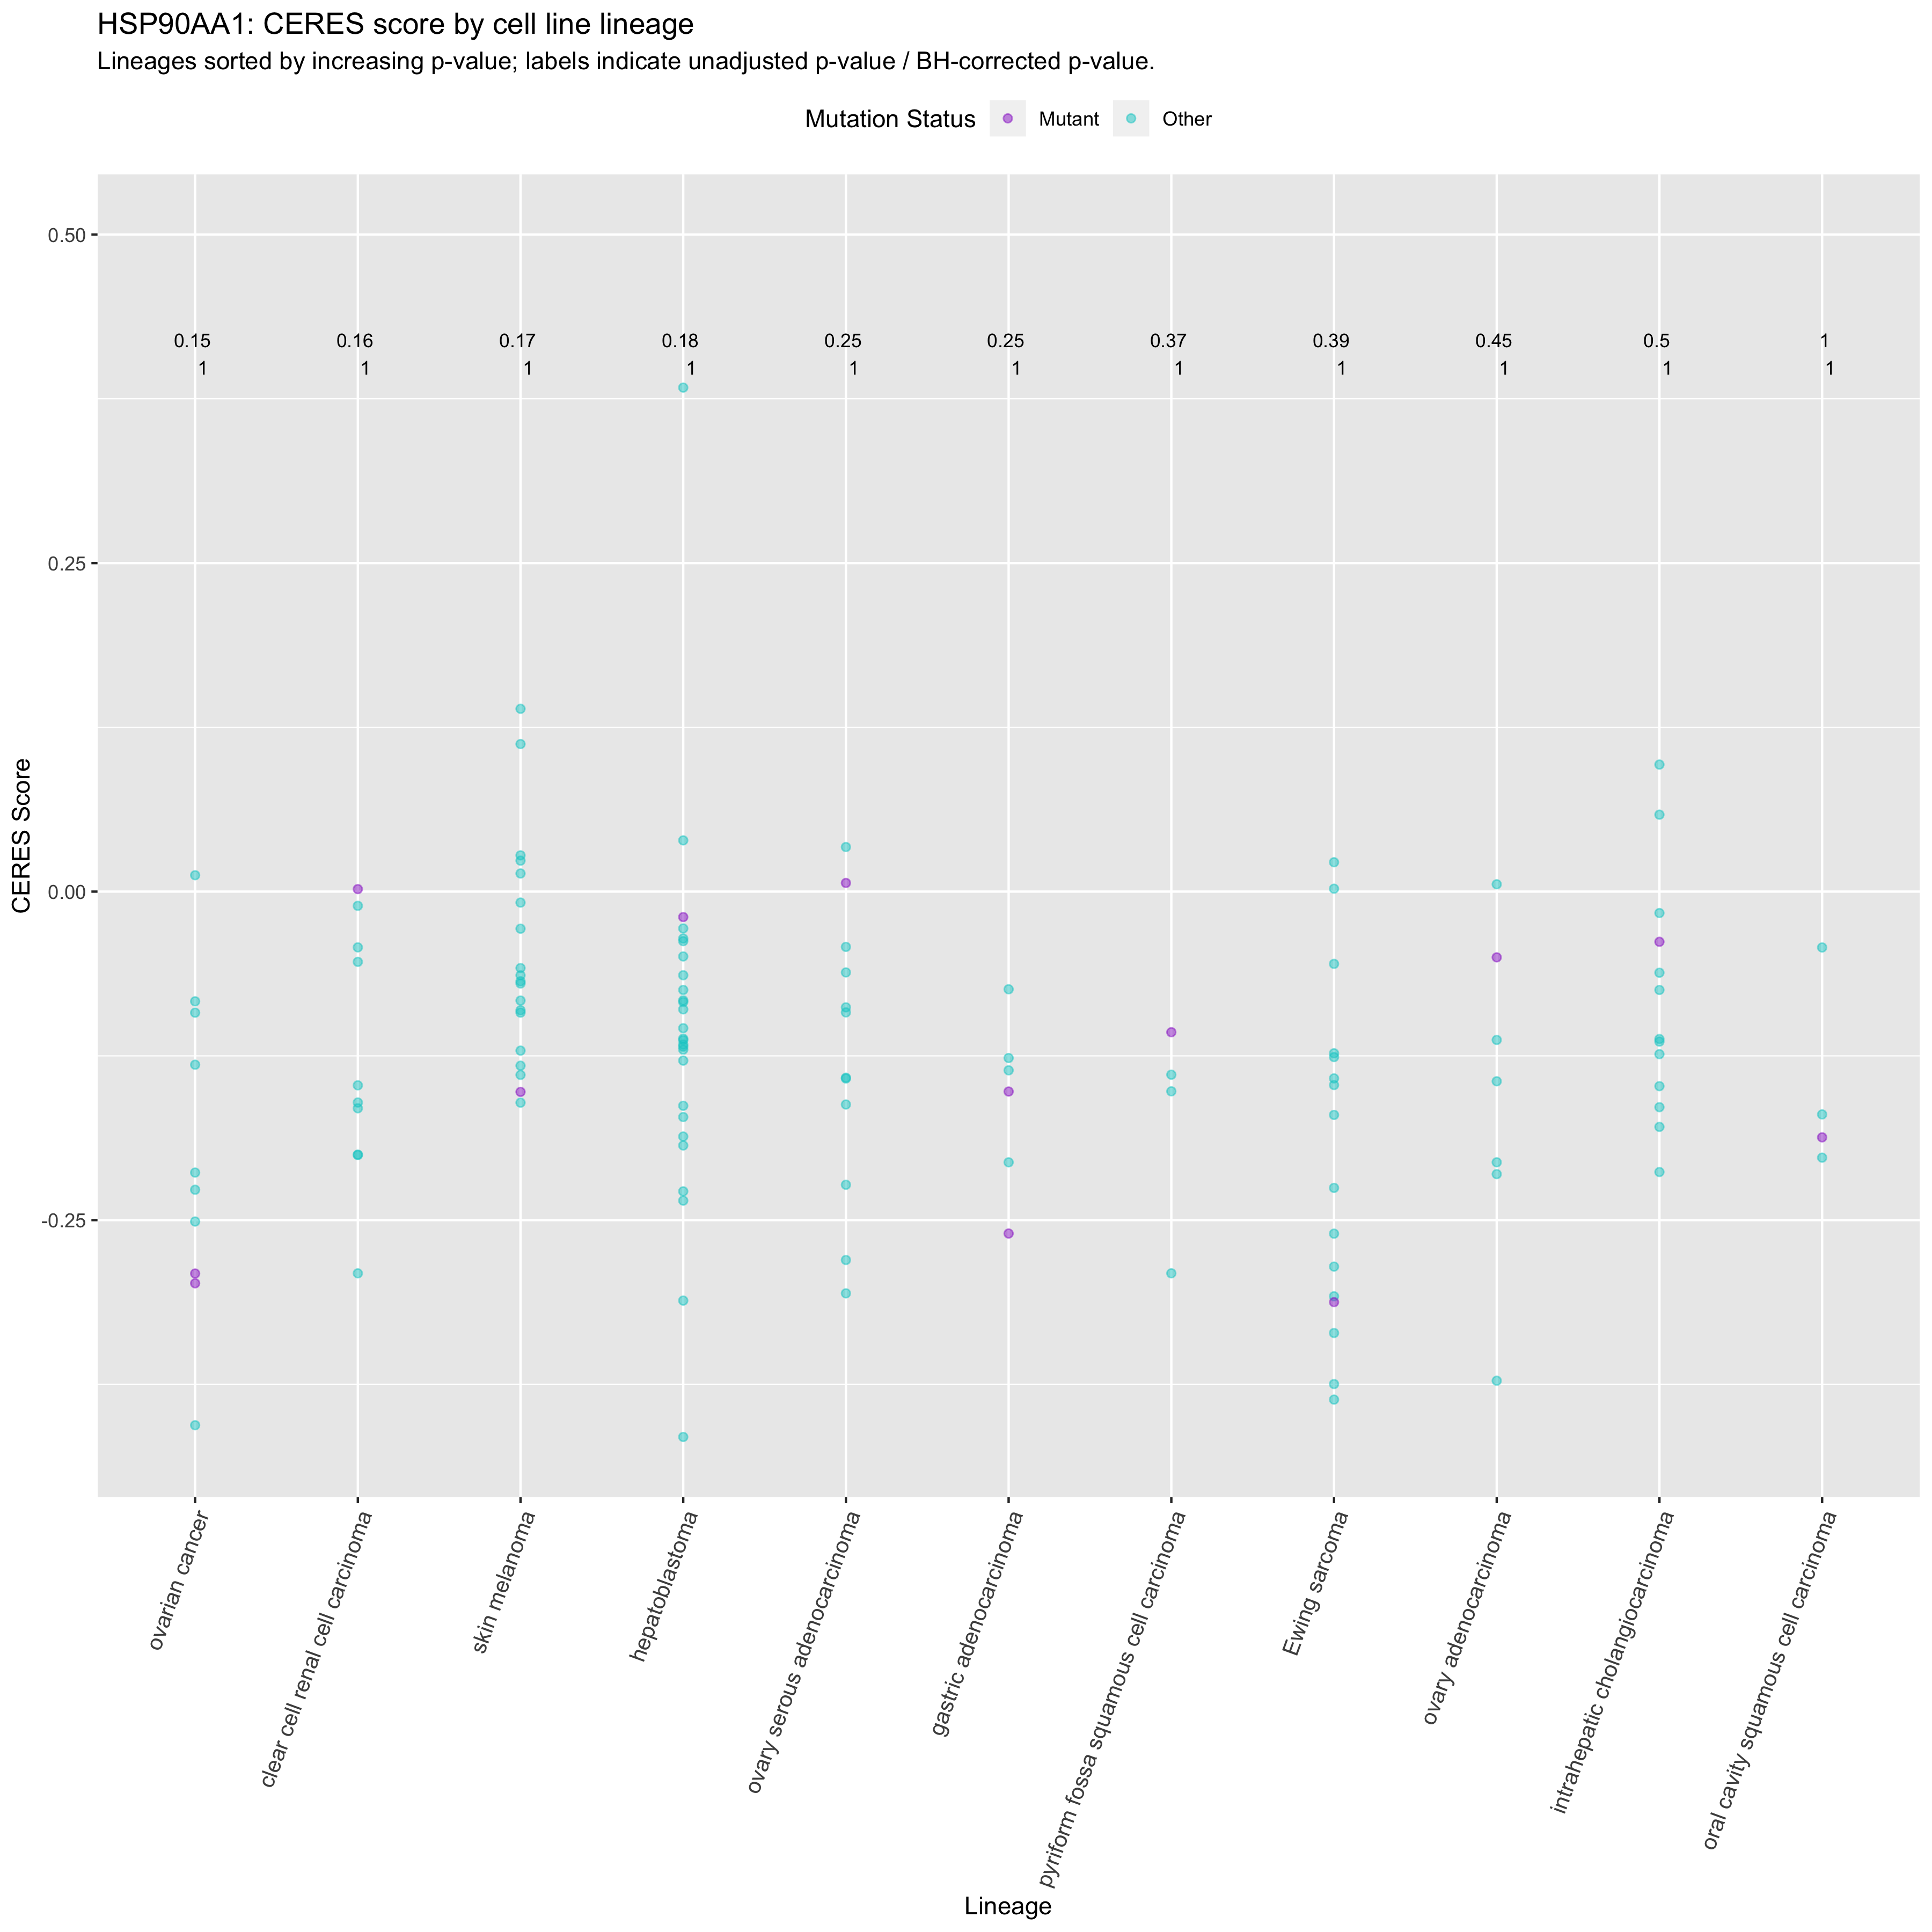 HSP90AA1: CERES score by cell line lineage
Lineages sorted by increasing p-value; labels indicate unadjusted p-value / BH-corrected p-value.
Mutation Status Mutant Other
0.50
0.15 0.16 0.17 0.18 0.25 0.25 0.37 0.39 0.45 0.5 1
1 1 1 1 1 1 1 1 1 1 1
0.25
CERES Score
0.00
-0.25
ovarian cancer
clear cell renal cell carcinoma
skin melanoma
hepatoblastoma
ovary serous adenocarcinoma
gastric adenocarcinoma
pyriform fossa squamous cell carcinoma
Ewing sarcoma
ovary adenocarcinoma
intrahepatic cholangiocarcinoma
oral cavity squamous cell carcinoma
Lineage